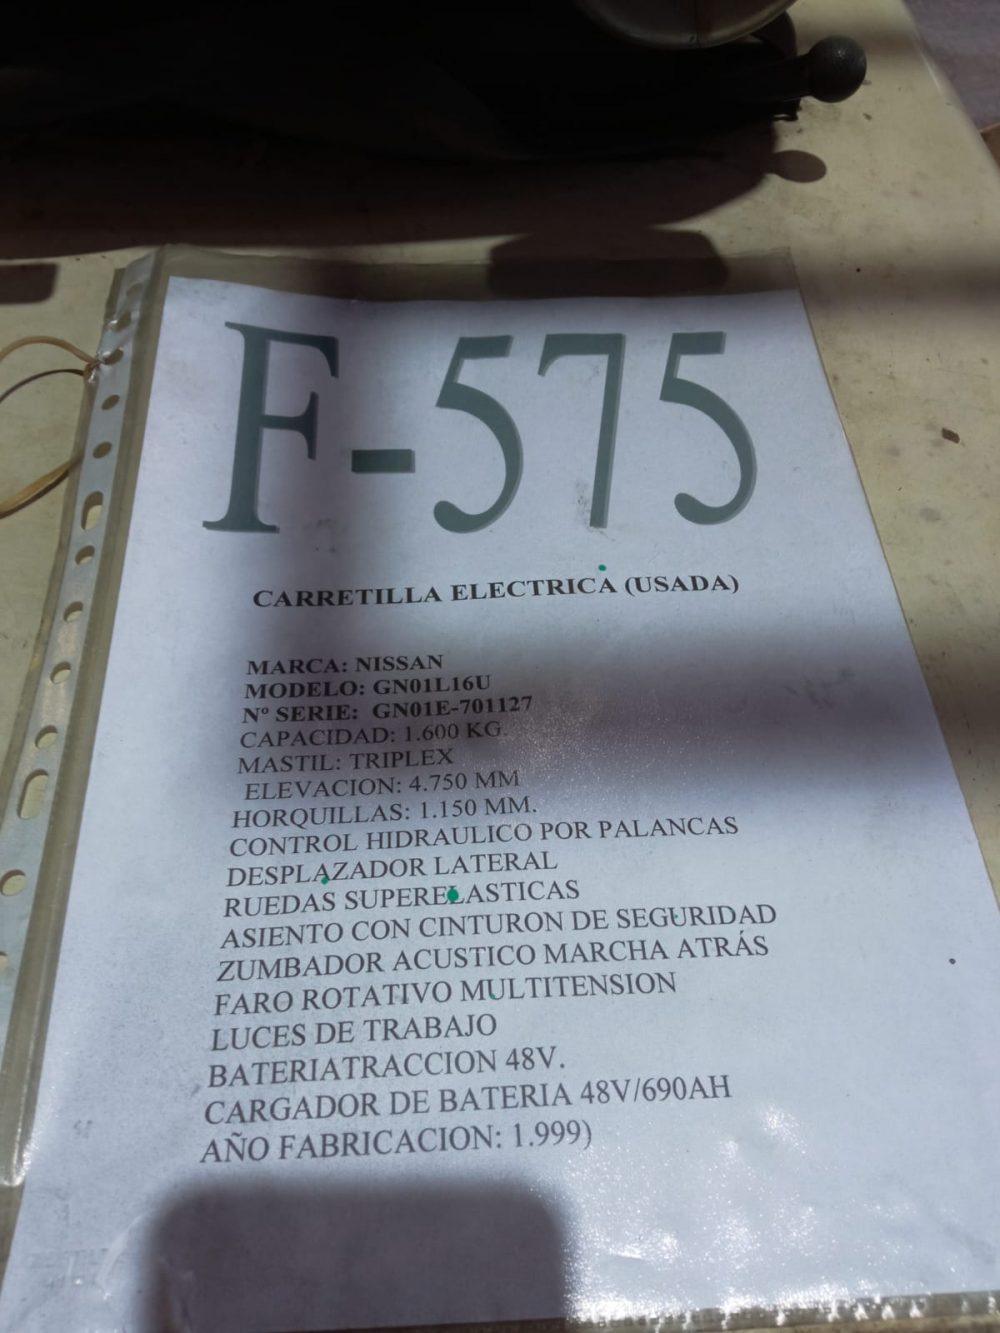 F-575
CARRETILLA ELECTRICA (USADA)
MARCA: NISSAN
MODELO: GN01L16U
Nº SERIE: GN01E-701127
CAPACIDAD: 1.600 KG.
MASTIL: TRIPLEX
ELEVACION: 4.750 MM
HORQUILLAS: 1.150 MM.
CONTROL HIDRAULICO POR PALANCAS
DESPLAZADOR LATERAL
RUEDAS SUPERELASTICAS
ASIENTO CON CINTURON DE SEGURIDAD
ZUMBADOR ACUSTICO MARCHA ATRÁS
FARO ROTATIVO MULTITENSION
LUCES DE TRABAJO
BATERIATRACCION 48V.
CARGADOR DE BATERIA 48V/690AH
AÑO FABRICACION: 1.999)